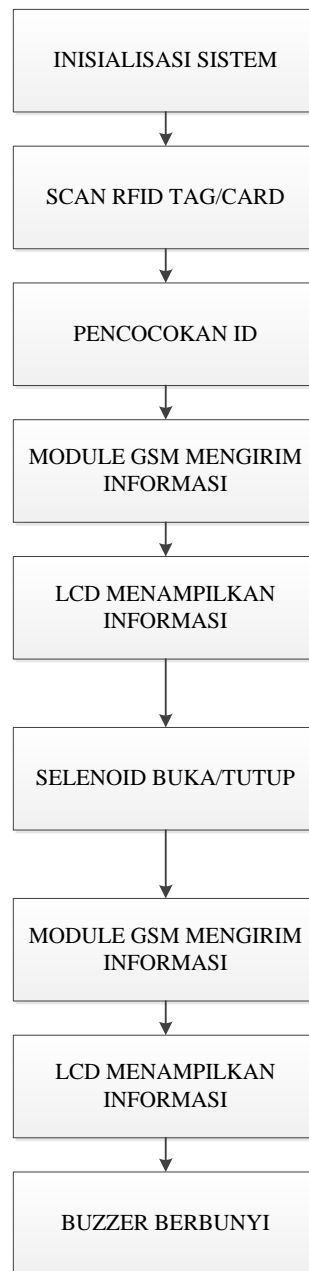 INISIALISASI SISTEM
SCAN RFID TAG/CARD
PENCOCOKAN ID
MODULE GSM MENGIRIM
INFORMASI
LCD MENAMPILKAN
INFORMASI
SELENOID BUKA/TUTUP
MODULE GSM MENGIRIM
INFORMASI
LCD MENAMPILKAN
INFORMASI
BUZZER BERBUNYI